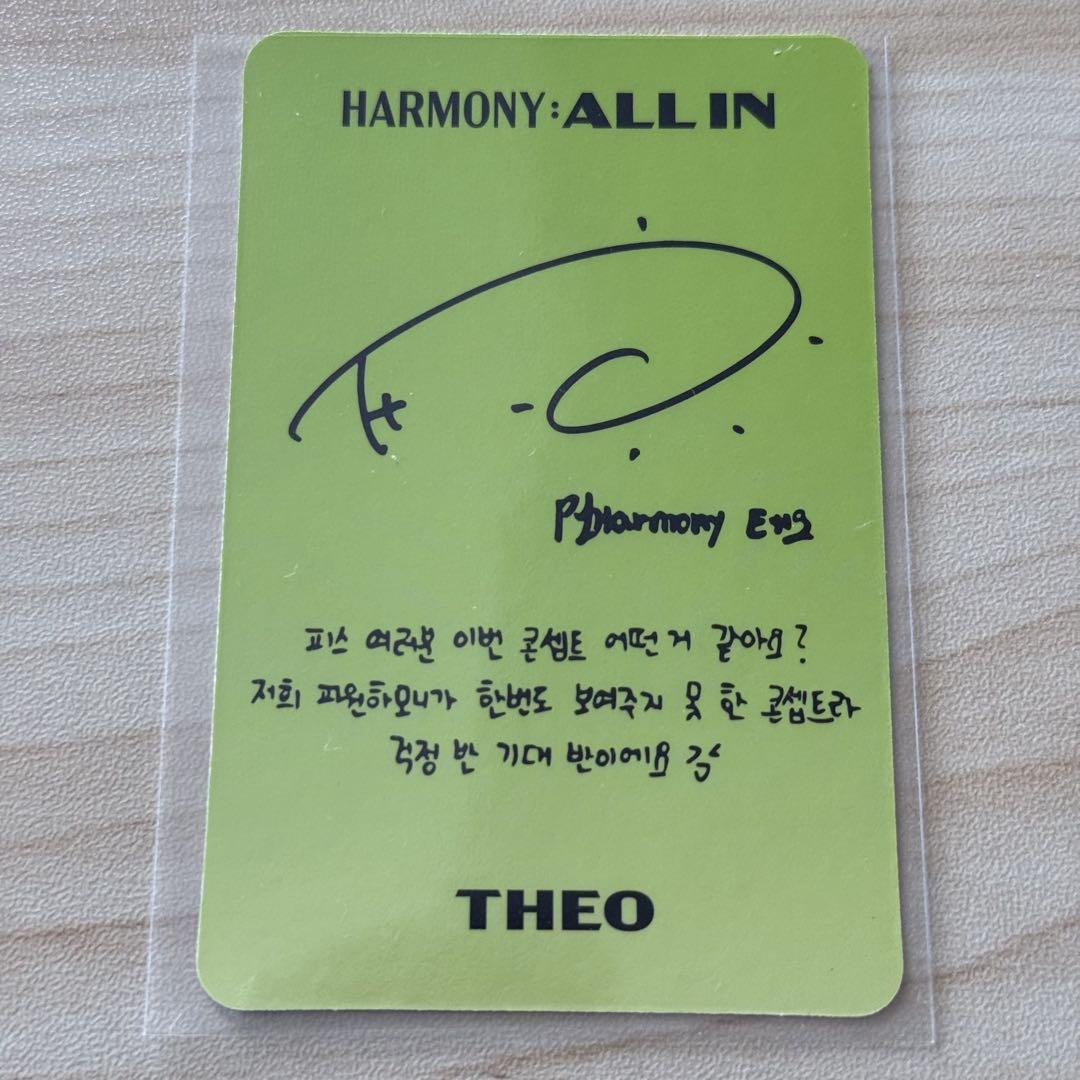 HARMONY:ALL IN
P1Harmony 태오
피스 여러분 이번 콘셉트 어떤거 같아요?
저희 피원하모니가 한번도 보여주지 못 한 콘셉트라
걱정 반 기대 반이에요
THEO